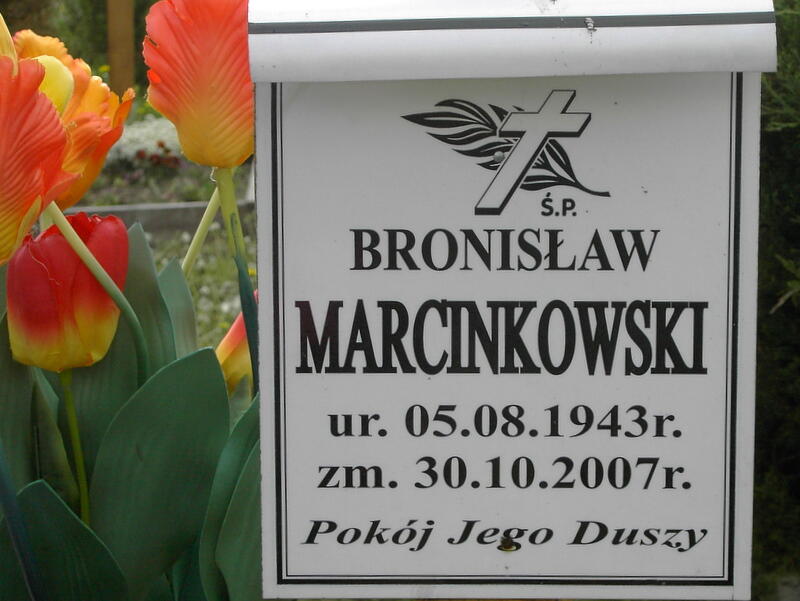 Ś.P.
BRONISŁAW
MARCINKOWSKI
ur. 05.08.1943r.
zm. 30.10.2007r.
Pokój Jego Duszy